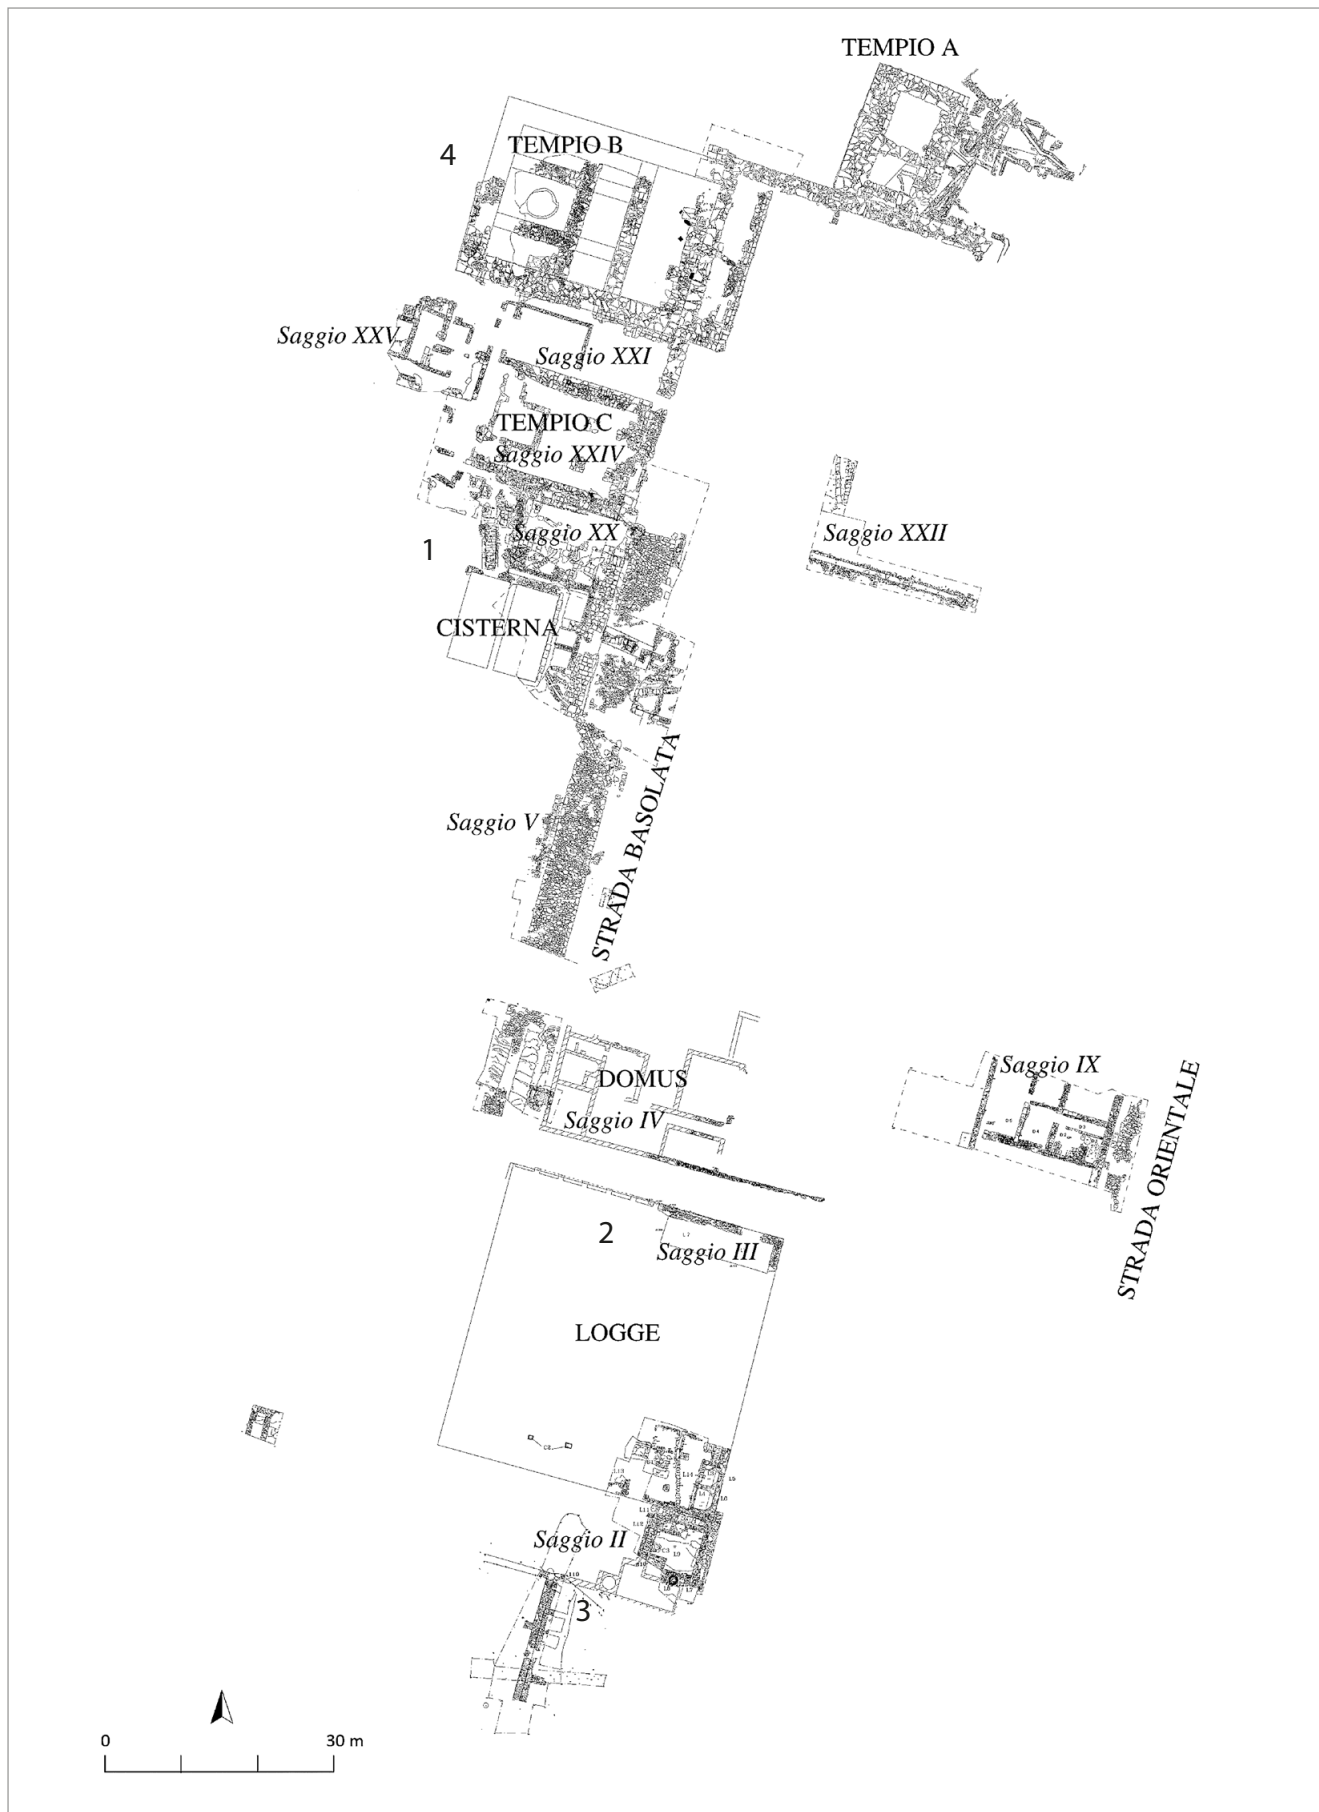 TEMPIO A
TEMPIO B
4
Saggio XXV
Saggio XXI
TEMPIO C
Saggio XXIV
Saggio XX
Saggio XXII
1
CISTERNA
STRADA BASOLATA
Saggio V
Saggio IX
DOMUS
Saggio IV
STRADA ORIENTALE
2
Saggio III
LOGGE
Saggio II
3
0 30 m